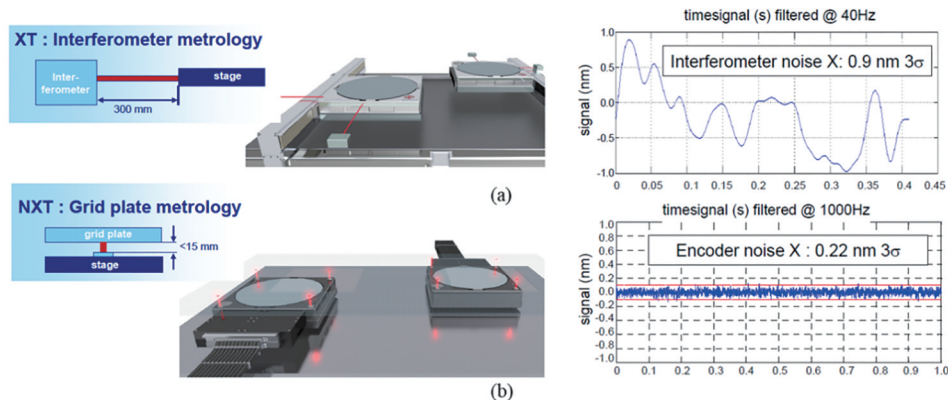 XT : Interferometer metrology
Inter-
ferometer
stage
300 mm
(a)
timesignal (s) filtered @ 40Hz
Interferometer noise X: 0.9 nm 3σ
signal (nm)
1.0
0.5
0.0
-0.5
-1.0
0 0.05 0.1 0.15 0.2 0.25 0.3 0.35 0.4 0.45
NXT : Grid plate metrology
grid plate
<15 mm
stage
(b)
timesignal (s) filtered @ 1000Hz
Encoder noise X : 0.22 nm 3σ
signal (nm)
1.0
0.8
0.6
0.4
0.2
0.0
-0.2
-0.4
-0.6
-0.8
-1.0
0 0.1 0.2 0.3 0.4 0.5 0.6 0.7 0.8 0.9 1.0